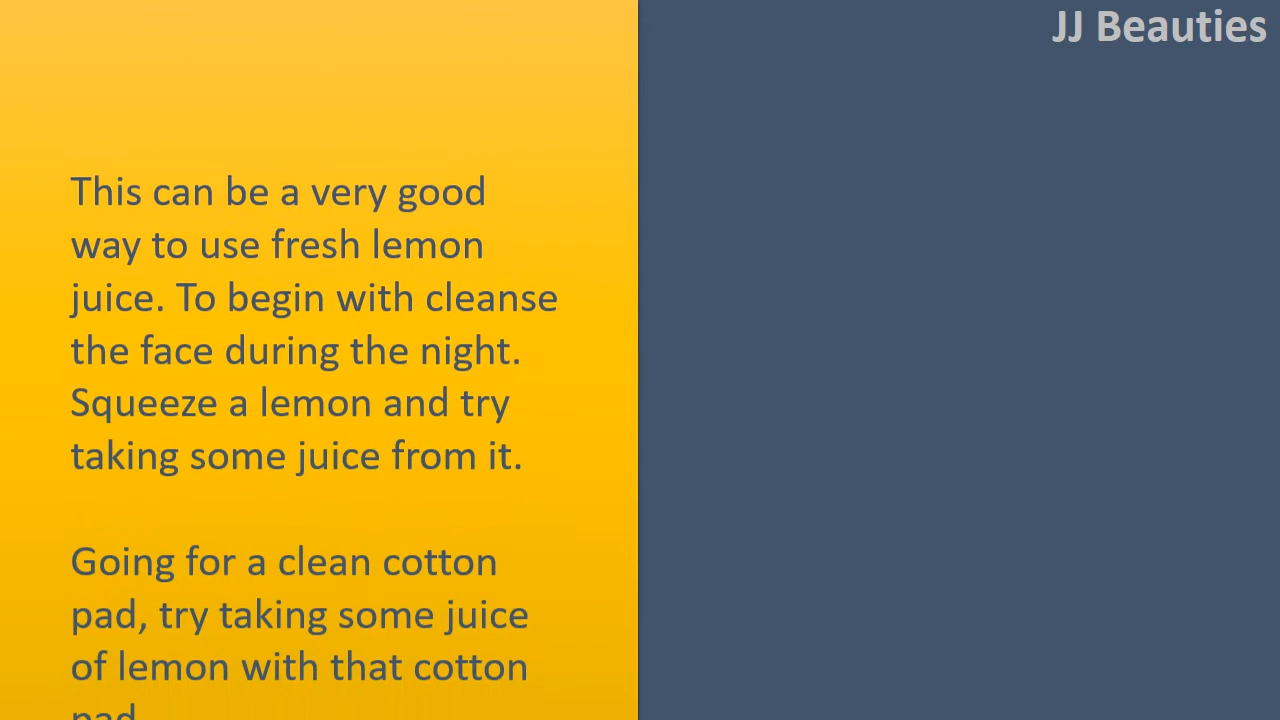 JJ Beauties
This can be a very good
way to use fresh lemon
juice. To begin with cleanse
the face during the night.
Squeeze a lemon and try
taking some juice from it.
Going for a clean cotton
pad, try taking some juice
of lemon with that cotton
pad